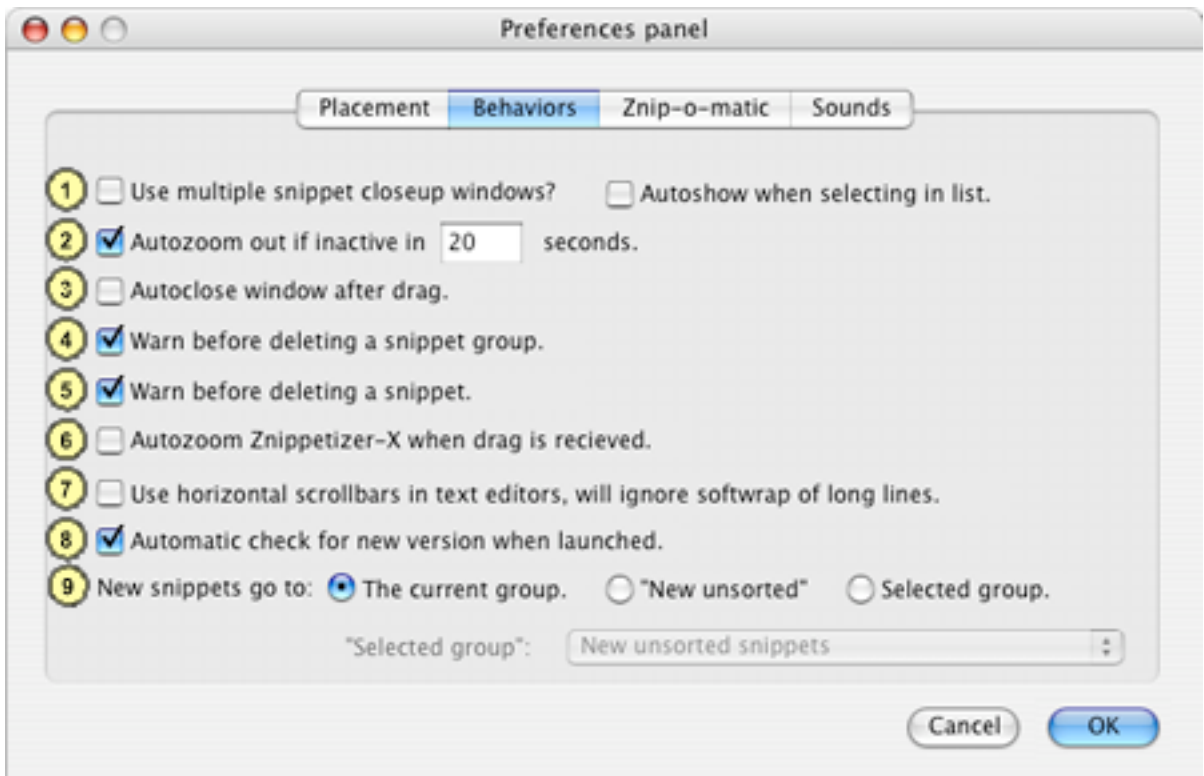 Preferences panel
Placement Behaviors Znip-o-matic Sounds
1 Use multiple snippet closeup windows? Autoshow when selecting in list.
2 Autozoom out if inactive in 20 seconds.
3 Autoclose window after drag.
4 Warn before deleting a snippet group.
5 Warn before deleting a snippet.
6 Autozoom Znippetizer-X when drag is recieved.
7 Use horizontal scrollbars in text editors, will ignore softwrap of long lines.
8 Automatic check for new version when launched.
9 New snippets go to: The current group. "New unsorted" Selected group.
"Selected group": New unsorted snippets
Cancel OK